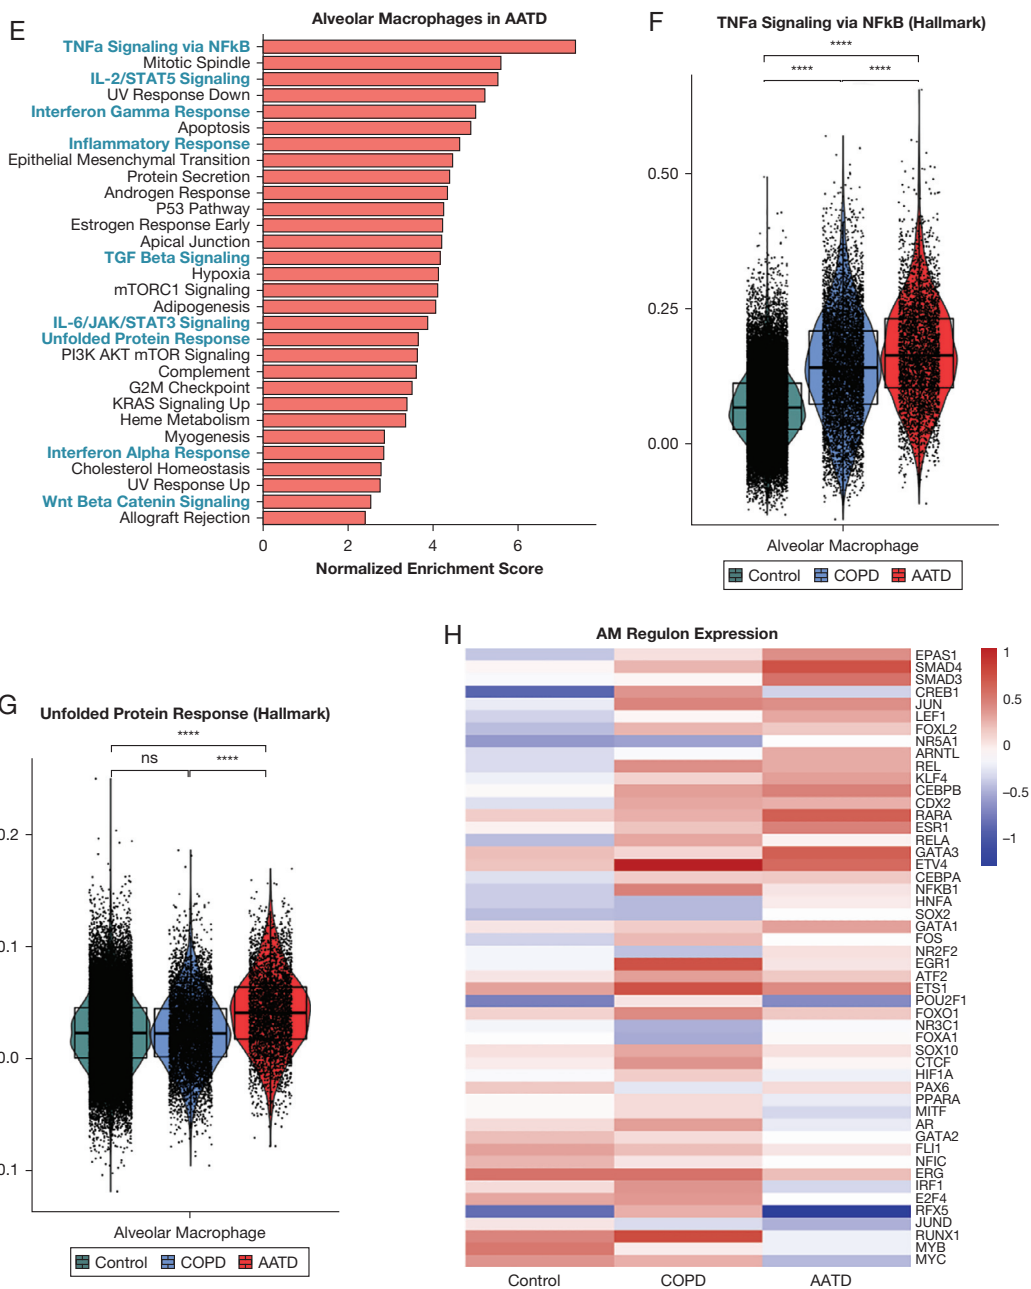 E
Alveolar Macrophages in AATD
TNFa Signaling via NFkB
Mitotic Spindle
IL-2/STAT5 Signaling
UV Response Down
Interferon Gamma Response
Apoptosis
Inflammatory Response
Epithelial Mesenchymal Transition
Protein Secretion
Androgen Response
P53 Pathway
Estrogen Response Early
Apical Junction
TGF Beta Signaling
Hypoxia
mTORC1 Signaling
Adipogenesis
IL-6/JAK/STAT3 Signaling
Unfolded Protein Response
PI3K AKT mTOR Signaling
Complement
G2M Checkpoint
KRAS Signaling Up
Heme Metabolism
Myogenesis
Interferon Alpha Response
Cholesterol Homeostasis
UV Response Up
Wnt Beta Catenin Signaling
Allograft Rejection
0 2 4 6
Normalized Enrichment Score
F
TNFa Signaling via NFkB (Hallmark)
****
**** ****
0.50
0.25
0.00
Alveolar Macrophage
Control COPD AATD
G
Unfolded Protein Response (Hallmark)
****
ns ****
0.2
0.1
0.0
0.1
Alveolar Macrophage
Control COPD AATD
H
AM Regulon Expression
EPAS1
SMAD4
SMAD3
CREB1
JUN
LEF1
FOXL2
NR5A1
ARNTL
REL
KLF4
CEBPB
CDX2
RARA
ESR1
RELA
GATA3
ETV4
CEBPA
NFKB1
HNFA
SOX2
GATA1
FOS
NR2F2
EGR1
ATF2
ETS1
POU2F1
FOXO1
NR3C1
FOXA1
SOX10
CTCF
HIF1A
PAX6
PPARA
MITF
AR
GATA2
FLI1
NFIC
ERG
IRF1
E2F4
RFX5
JUND
RUNX1
MYB
MYC
Control COPD AATD
1
0.5
0
−0.5
−1